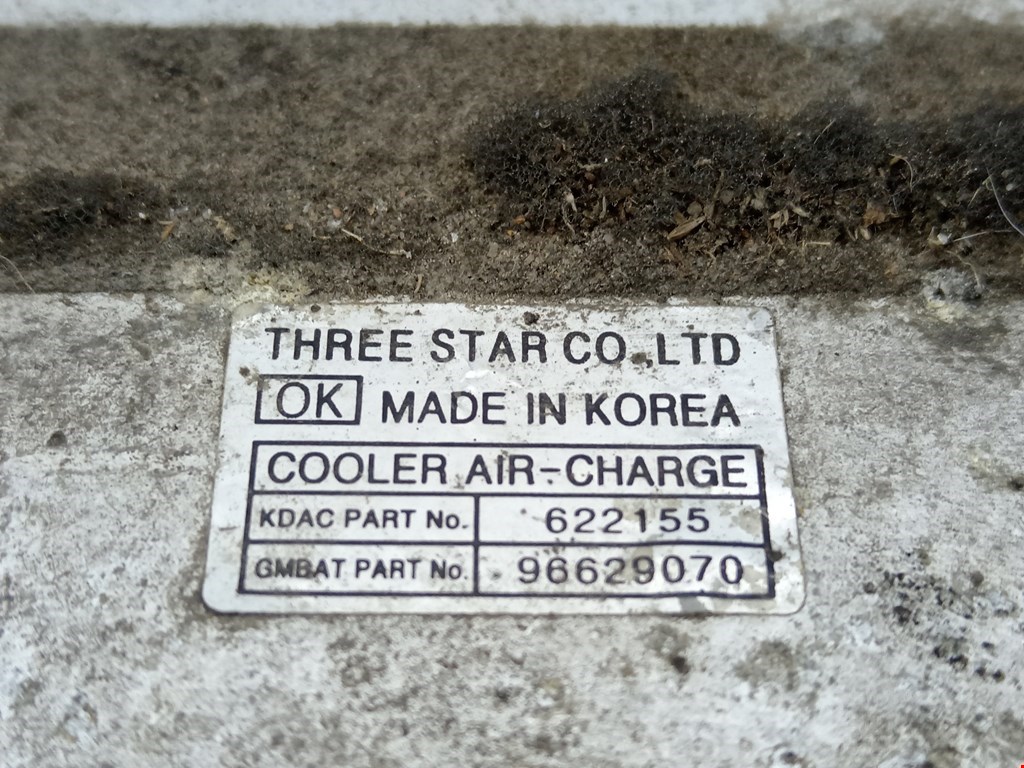 THREE STAR CO.,LTD
OK MADE IN KOREA
COOLER AIR-CHARGE
KDAC PART No. 622155
GMBAT PART No. 96629070